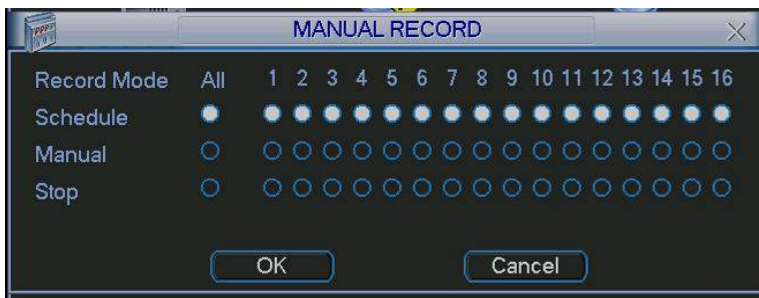 MANUAL RECORD
Record Mode All 1 2 3 4 5 6 7 8 9 10 11 12 13 14 15 16
Schedule
Manual
Stop
OK Cancel